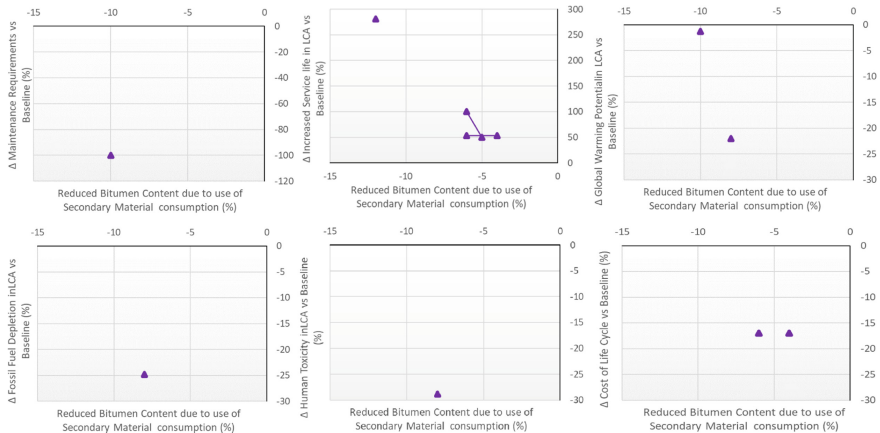 -15 -10 -5 0
0
-20
-40
-60
-80
-100
-120
Δ Maintenance Requirements vs
Baseline (%)
Reduced Bitumen Content due to use of
Secondary Material consumption (%)
300
250
200
150
100
50
0
-15 -10 -5 0
Δ Increased Service life in LCA vs
Baseline (%)
Reduced Bitumen Content due to use of
Secondary Material consumption (%)
-15 -10 -5 0
0
-5
-10
-15
-20
-25
-30
Δ Global Warming Potentialin LCA vs
Baseline (%)
Reduced Bitumen Content due to use of
Secondary Material consumption (%)
-15 -10 -5 0
0
-5
-10
-15
-20
-25
-30
Δ Fossil Fuel Depletion inLCA vs
Baseline (%)
Reduced Bitumen Content due to use of
Secondary Material consumption (%)
-15 -10 -5 0
0
-5
-10
-15
-20
-25
-30
Δ Human Toxicity inLCA vs Baseline
(%)
Reduced Bitumen Content due to use of
Secondary Material consumption (%)
-15 -10 -5 0
0
-5
-10
-15
-20
-25
-30
Δ Cost of Life Cycle vs Baseline (%)
Reduced Bitumen Content due to use of
Secondary Material consumption (%)